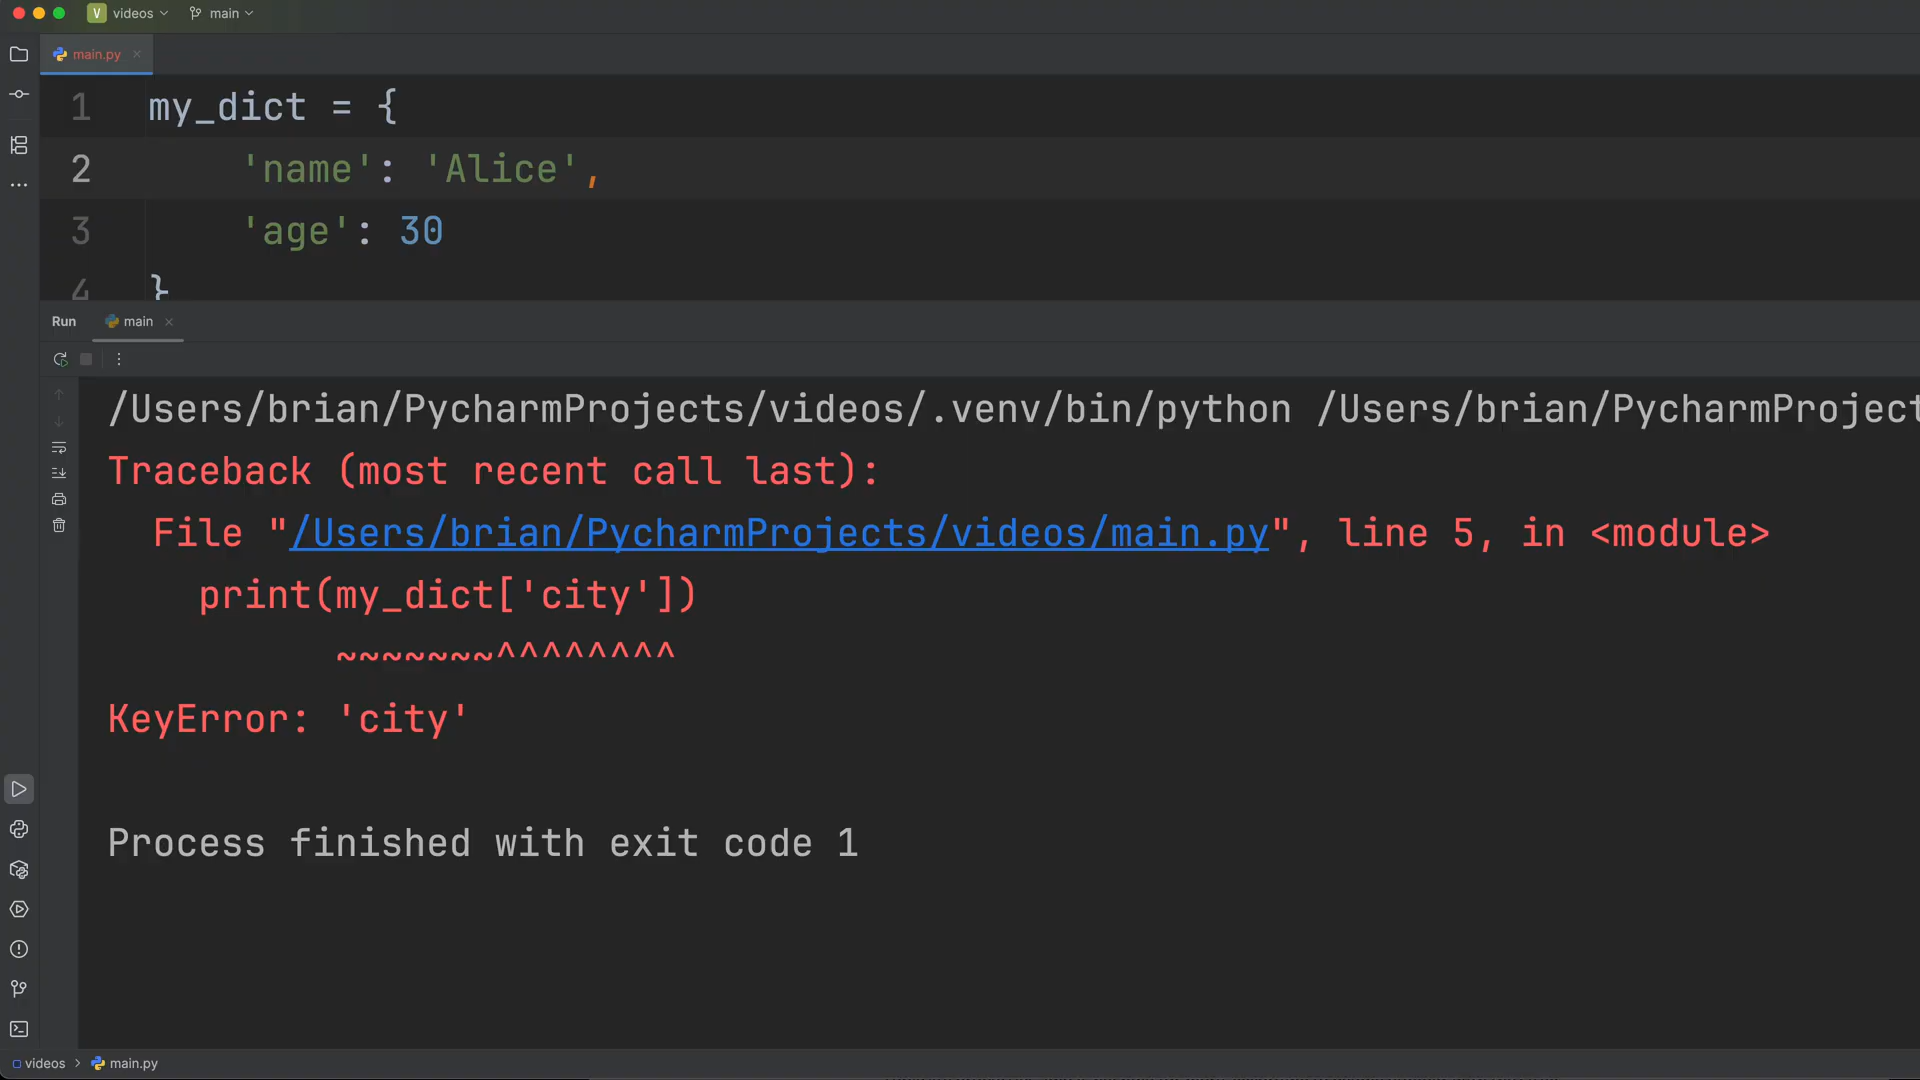 V videos main
main.py
1 my_dict = {
2 'name': 'Alice',
3 'age': 30
4 }
Run main
/Users/brian/PycharmProjects/videos/.venv/bin/python /Users/brian/PycharmProject
Traceback (most recent call last):
File "/Users/brian/PycharmProjects/videos/main.py", line 5, in <module>
print(my_dict['city'])
~~~~~~~^^^^^^^^
KeyError: 'city'
Process finished with exit code 1
videos > main.py